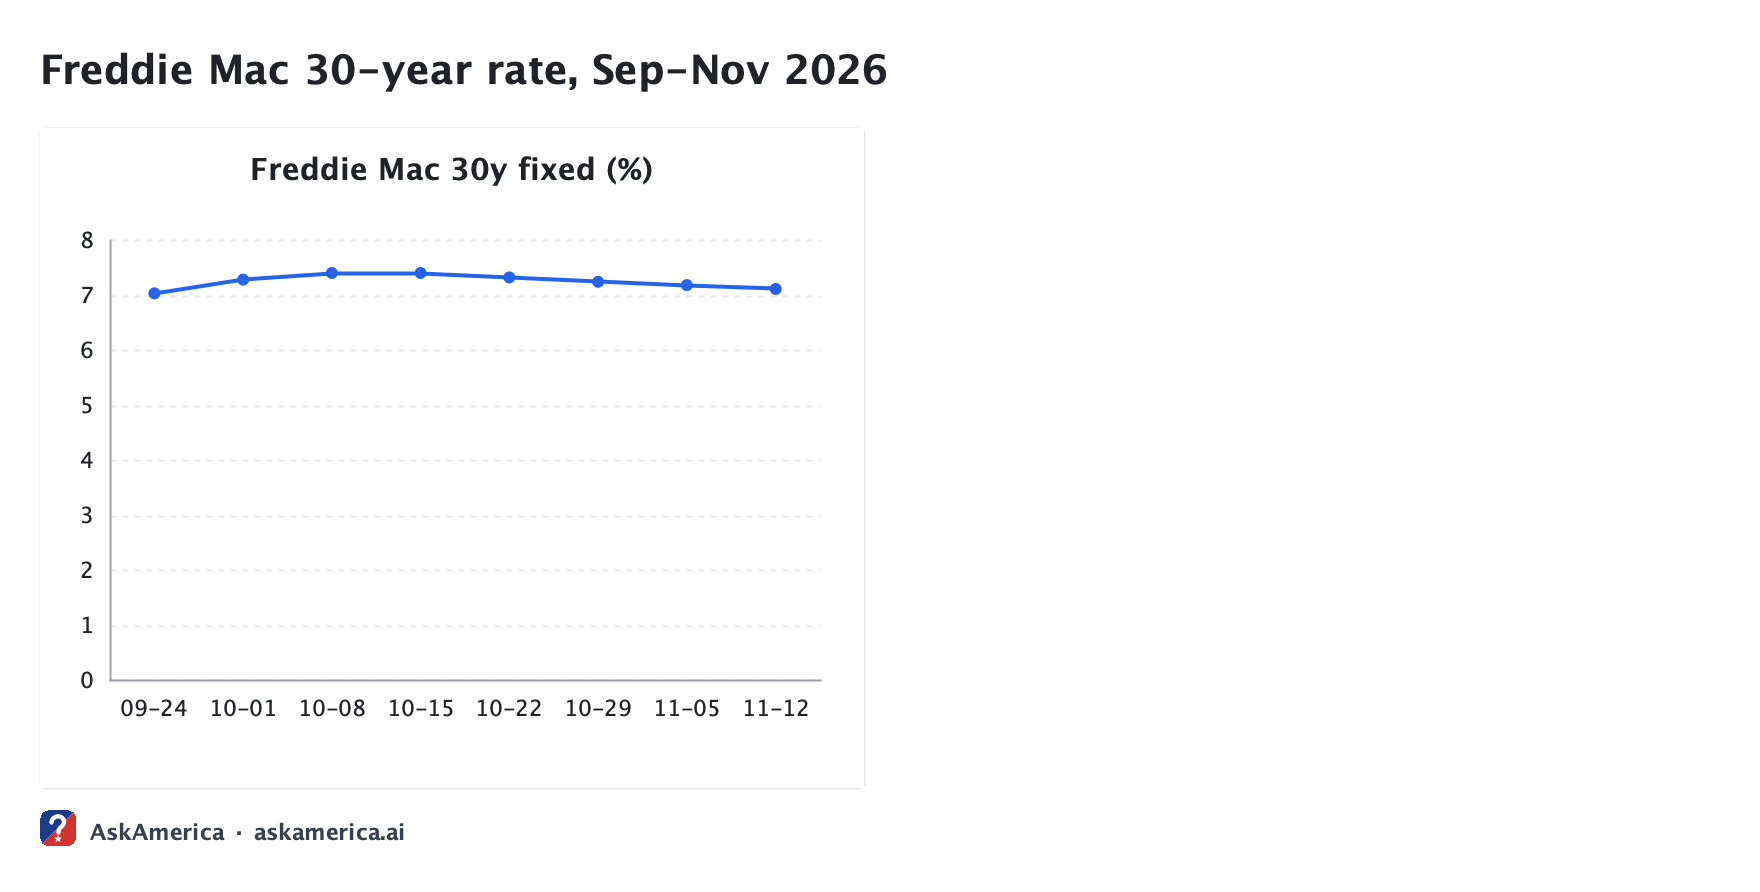 Freddie Mac 30-year rate, Sep-Nov 2026
Freddie Mac 30y fixed (%)
8
7
6
5
4
3
2
1
0
09-24 10-01 10-08 10-15 10-22 10-29 11-05 11-12
AskAmerica · askamerica.ai